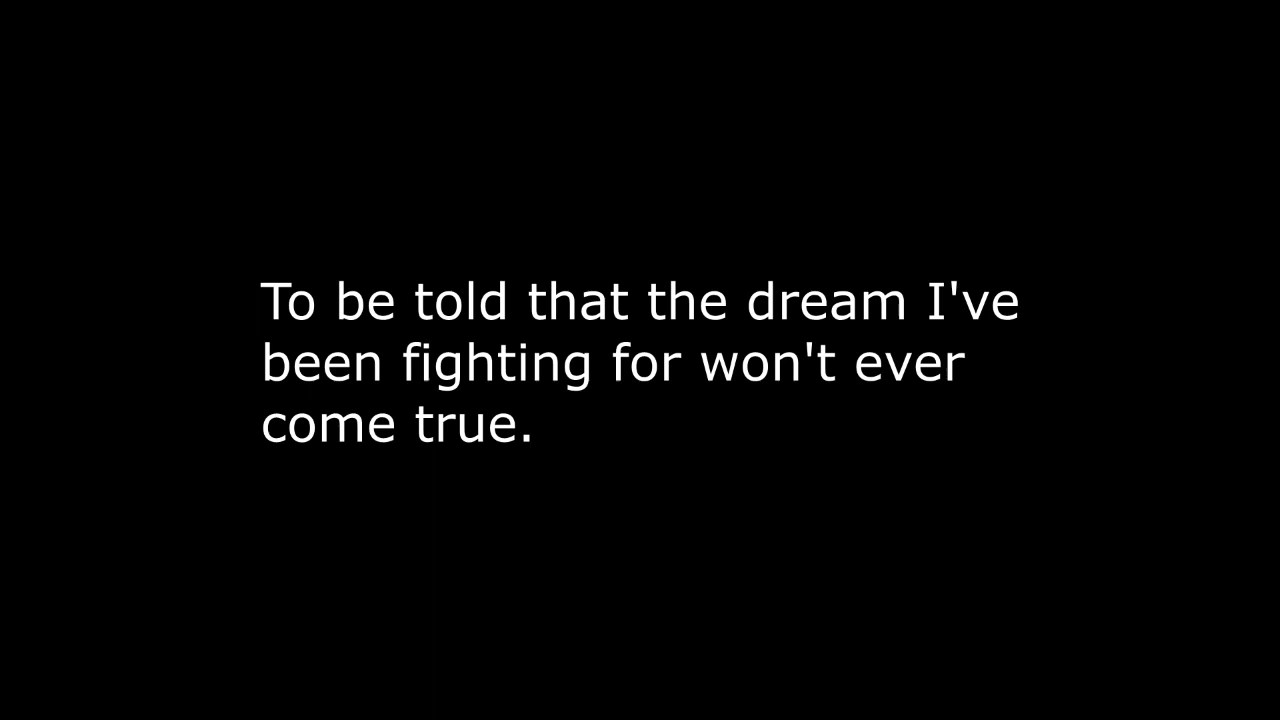 To be told that the dream I've
been fighting for won't ever
come true.